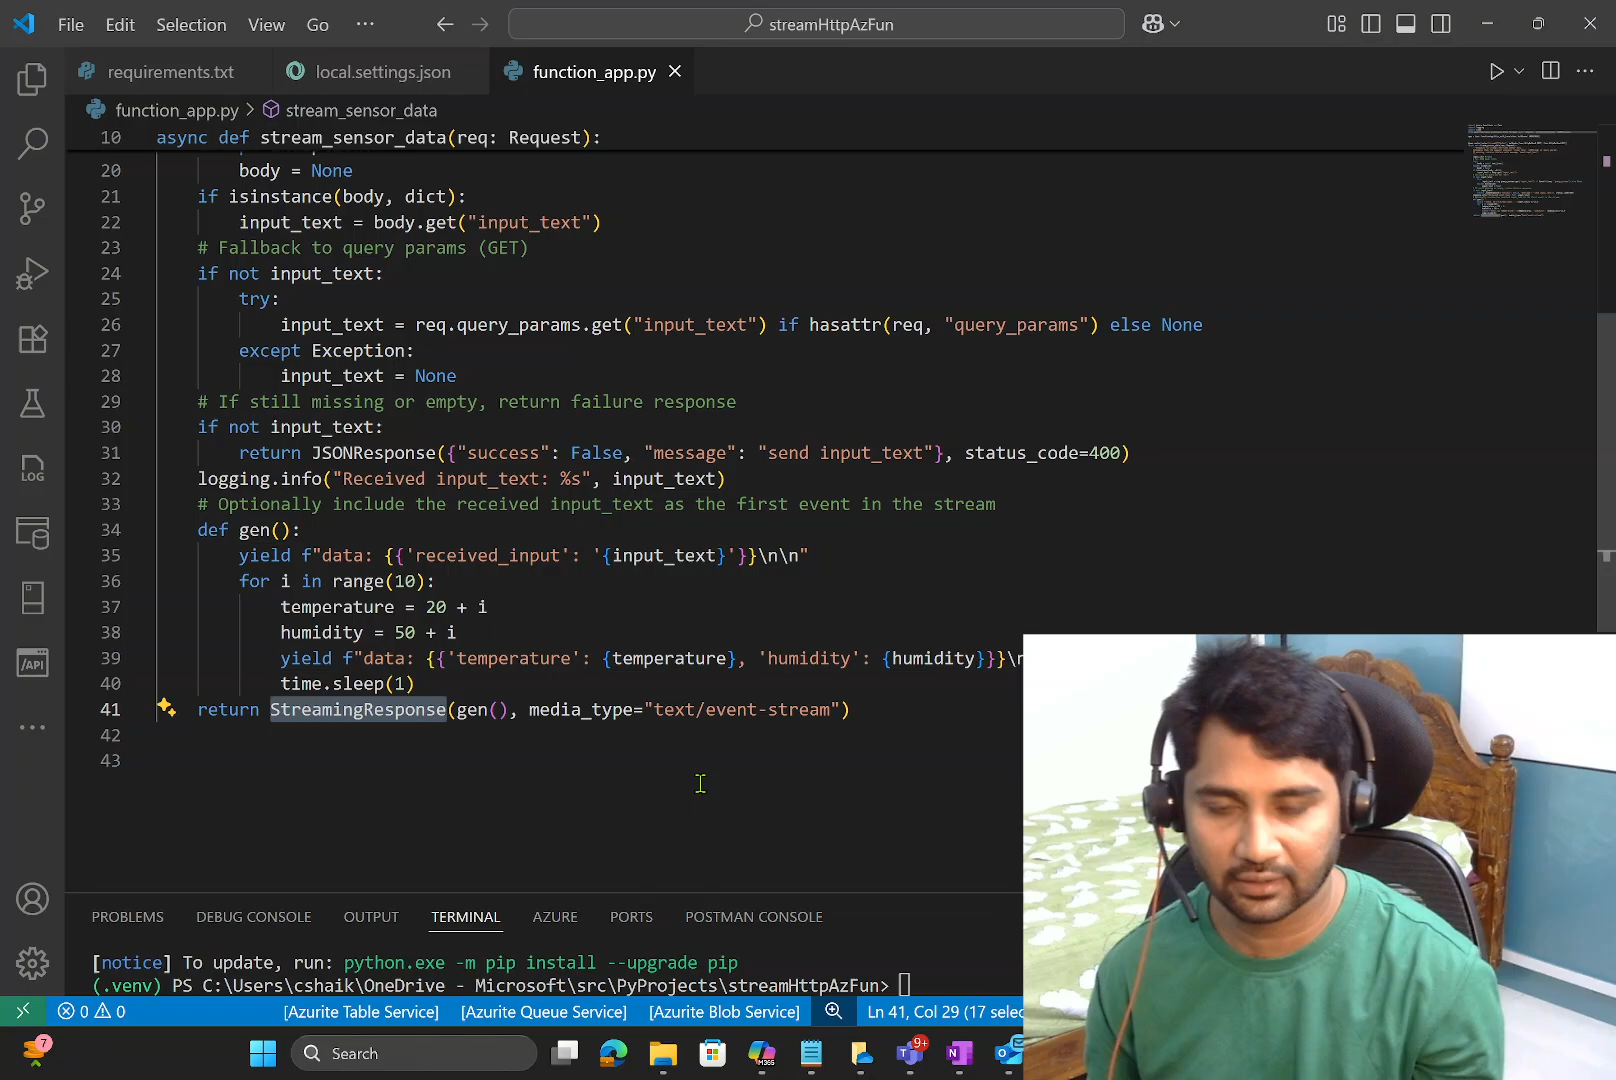 File Edit Selection View Go ··· streamHttpAzFun
requirements.txt local.settings.json function_app.py
function_app.py > stream_sensor_data
10 async def stream_sensor_data(req: Request):
20 body = None
21 if isinstance(body, dict):
22 input_text = body.get("input_text")
23 # Fallback to query params (GET)
24 if not input_text:
25 try:
26 input_text = req.query_params.get("input_text") if hasattr(req, "query_params") else None
27 except Exception:
28 input_text = None
29 # If still missing or empty, return failure response
30 if not input_text:
31 return JSONResponse({"success": False, "message": "send input_text"}, status_code=400)
32 logging.info("Received input_text: %s", input_text)
33 # Optionally include the received input_text as the first event in the stream
34 def gen():
35 yield f"data: {{'received_input': '{input_text}'}}\n\n"
36 for i in range(10):
37 temperature = 20 + i
38 humidity = 50 + i
39 yield f"data: {{'temperature': {temperature}, 'humidity': {humidity}}}\n
40 time.sleep(1)
41 return StreamingResponse(gen(), media_type="text/event-stream")
42
43
LOG
/API
PROBLEMS DEBUG CONSOLE OUTPUT TERMINAL AZURE PORTS POSTMAN CONSOLE
[notice] To update, run: python.exe -m pip install --upgrade pip
(.venv) PS C:\Users\cshaik\OneDrive - Microsoft\src\PyProjects\streamHttpAzFun>
0 0 [Azurite Table Service] [Azurite Queue Service] [Azurite Blob Service] Ln 41, Col 29 (17 selec
7 Search M365 9+